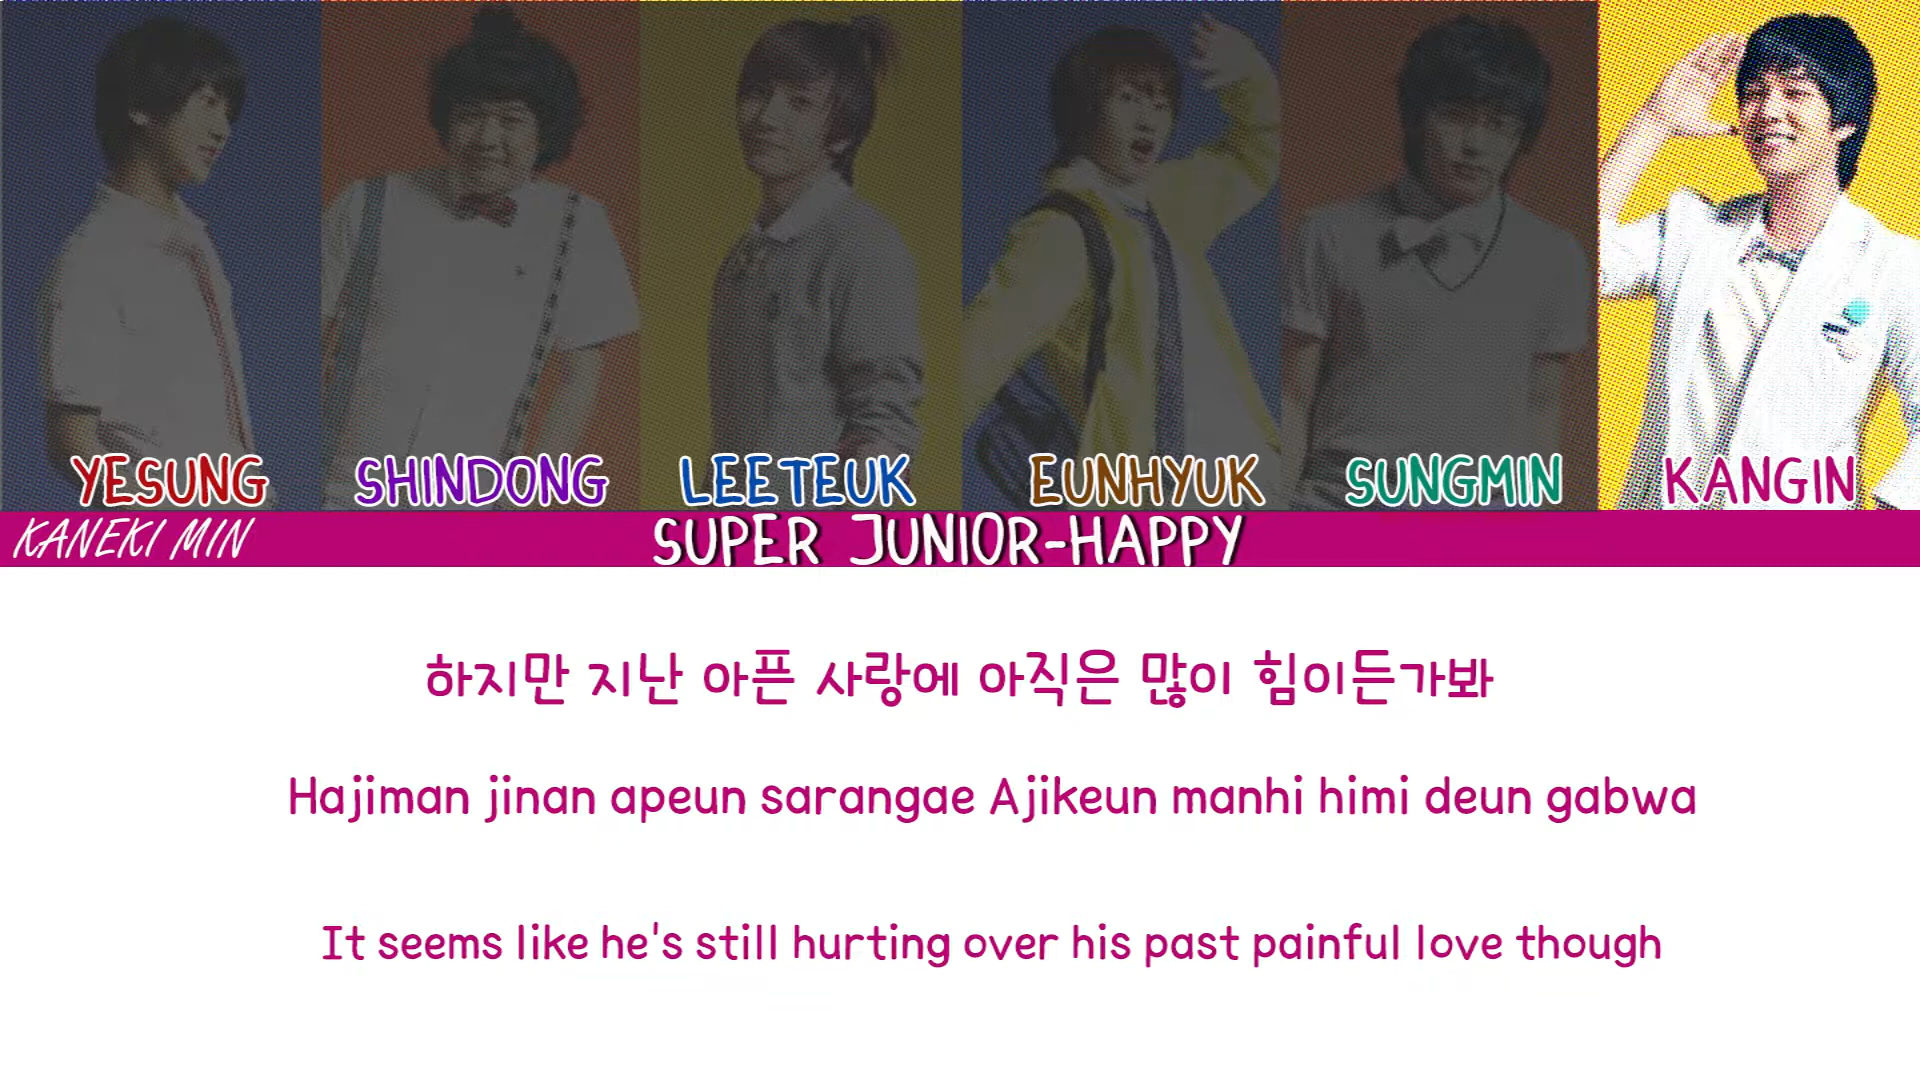 YESUNG SHINDONG LEETEUK EUNHYUK SUNGMIN KANGIN
KANEKI MIN SUPER JUNIOR-HAPPY
하지만 지난 아픈 사랑에 아직은 많이 힘이든가봐
Hajiman jinan apeun sarangae Ajikeun manhi himi deun gabwa
It seems like he's still hurting over his past painful love though